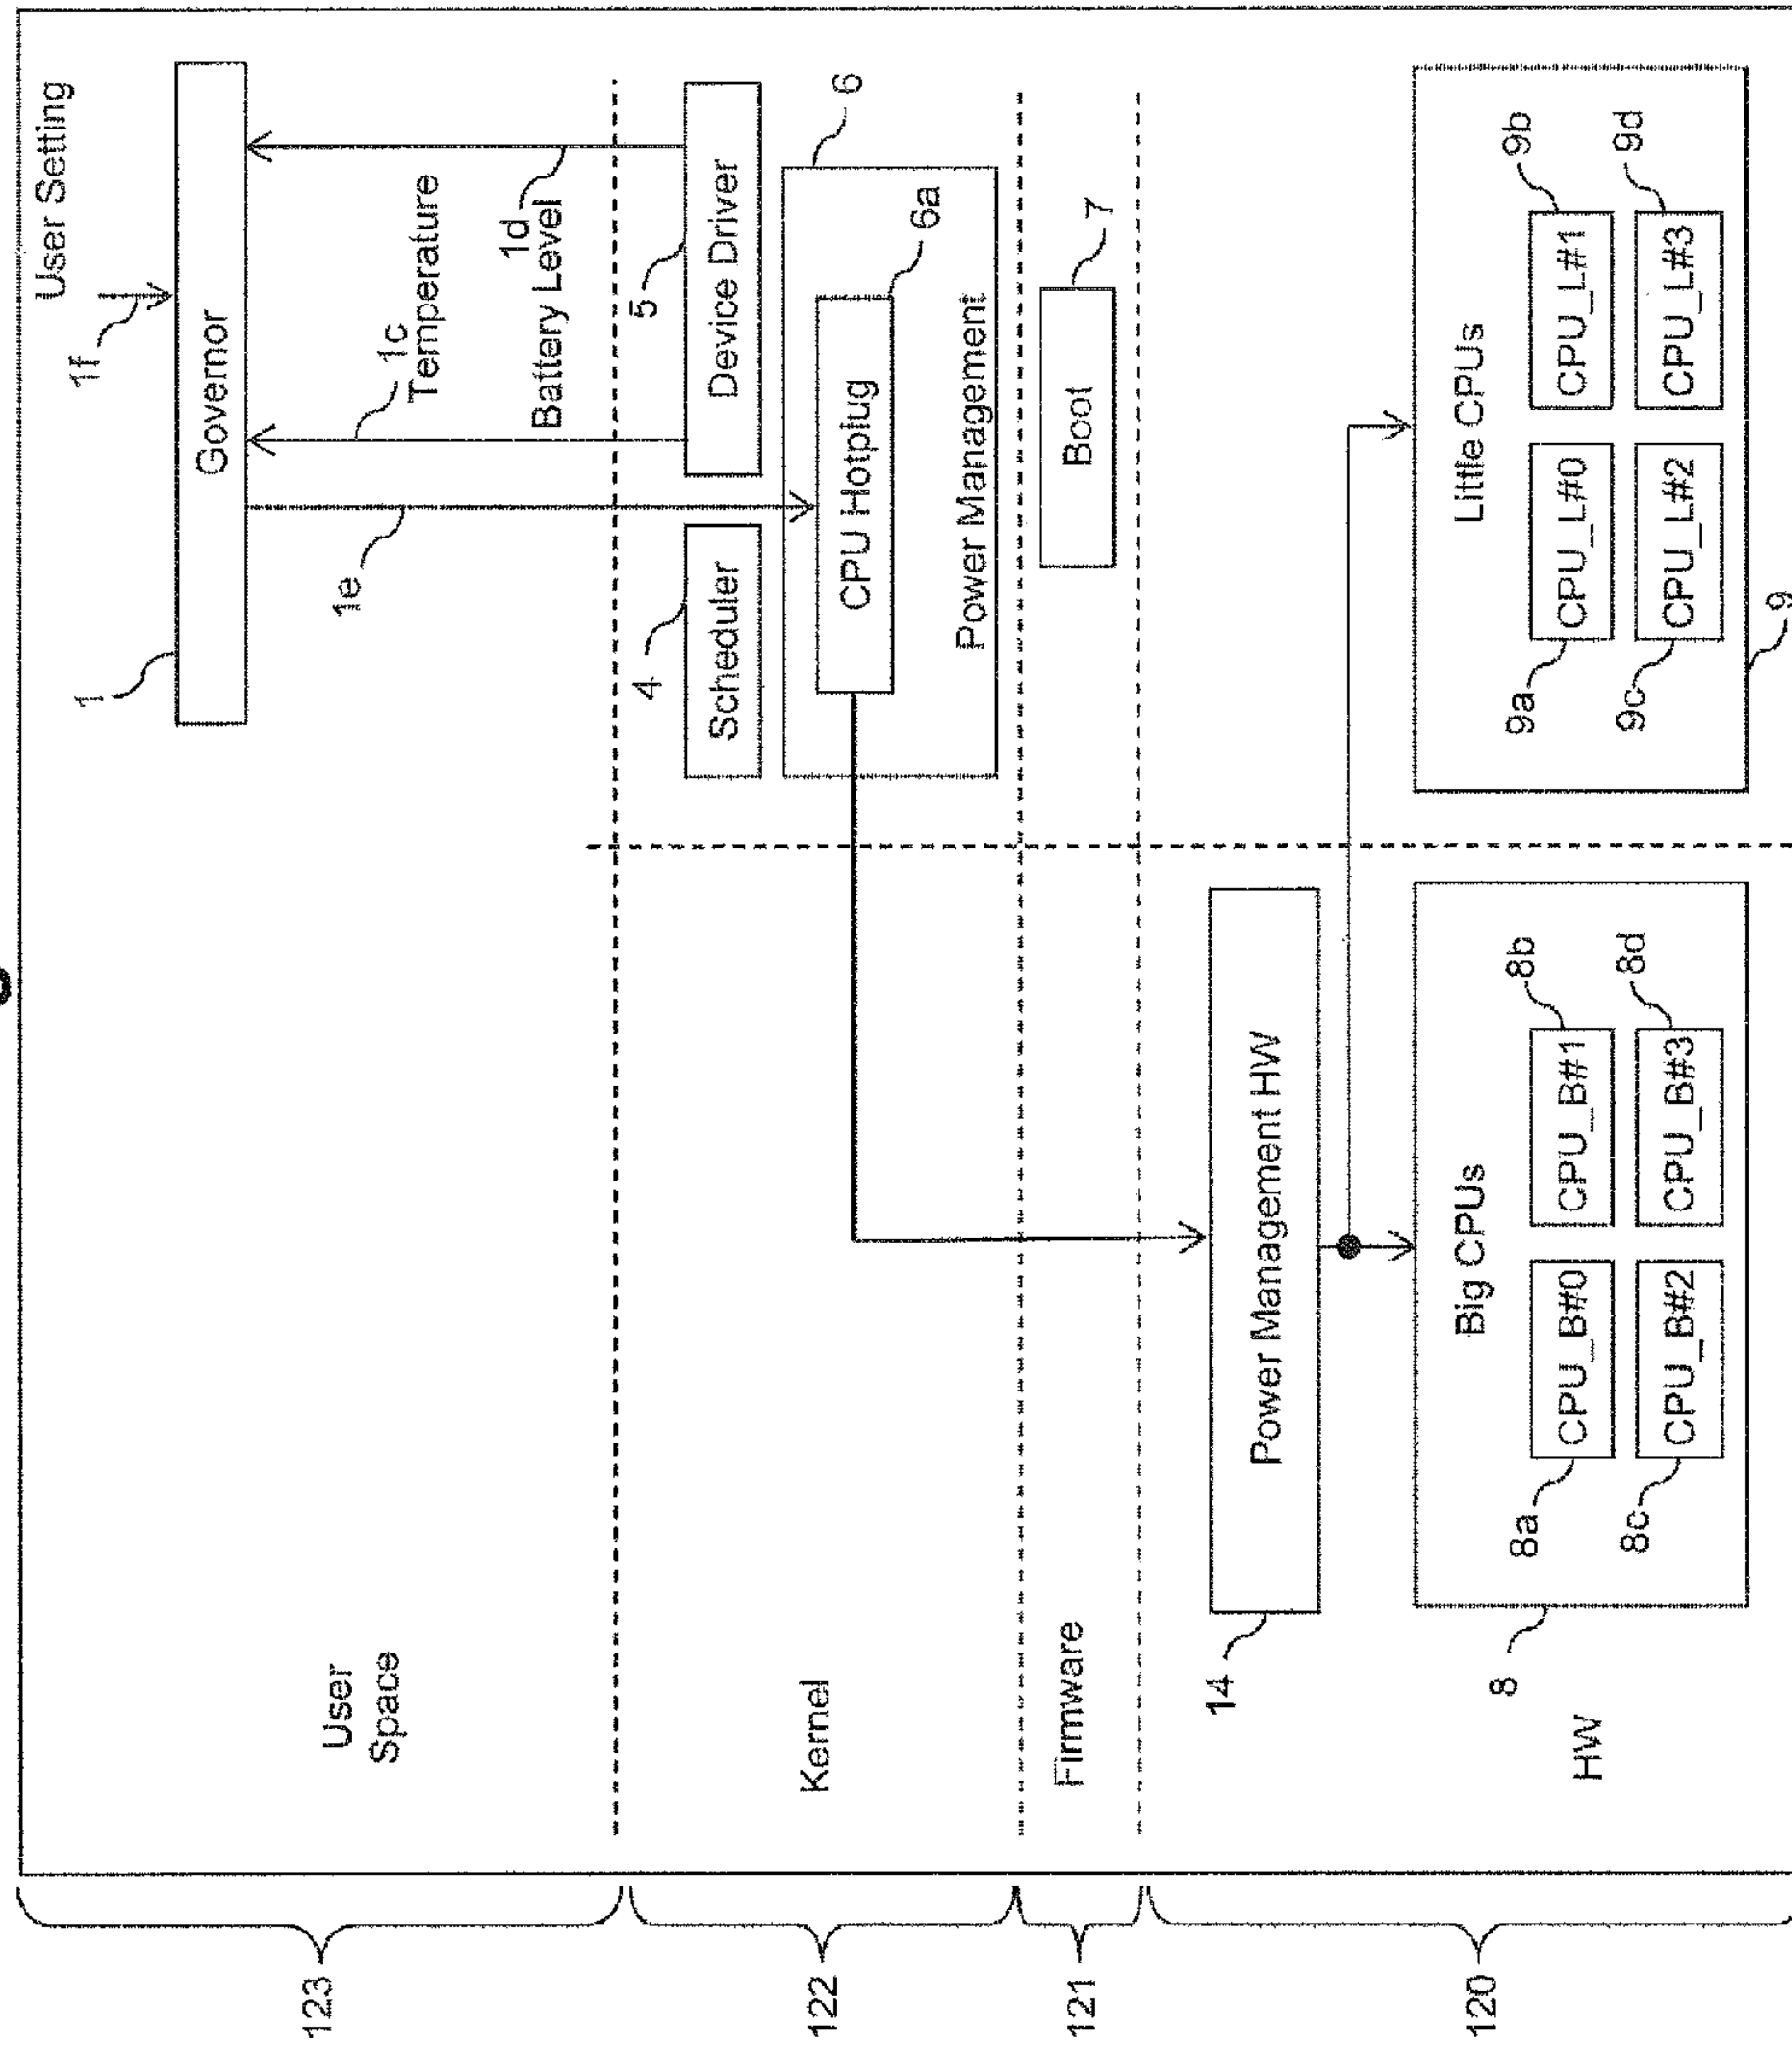 User Setting
1
1f
Governor
1e
1c
Temperature
1d
Battery Level
123
User
Space
4
Scheduler
5
Device Driver
6
CPU Hotplug
6a
Power Management
122
Kernel
121
Firmware
Boot
7
14
Power Management HW
120
HW
8
Big CPUs
8a
CPU_B#0
CPU_B#1
8b
8c
CPU_B#2
CPU_B#3
8d
Little CPUs
9a
CPU_L#0
CPU_L#1
9b
9c
CPU_L#2
CPU_L#3
9d
9